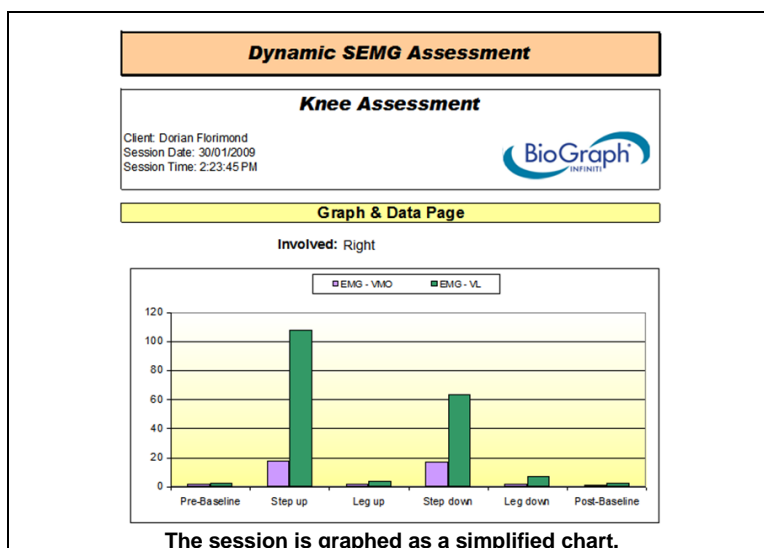 Dynamic SEMG Assessment
Knee Assessment
Client: Dorian Florimond
Session Date: 30/01/2009
Session Time: 2:23:45 PM
BioGraph
INFINITI
Graph & Data Page
Involved: Right
EMG - VMO EMG - VL
120
100
80
60
40
20
0
Pre-Baseline Step up Leg up Step down Leg down Post-Baseline
The session is graphed as a simplified chart.